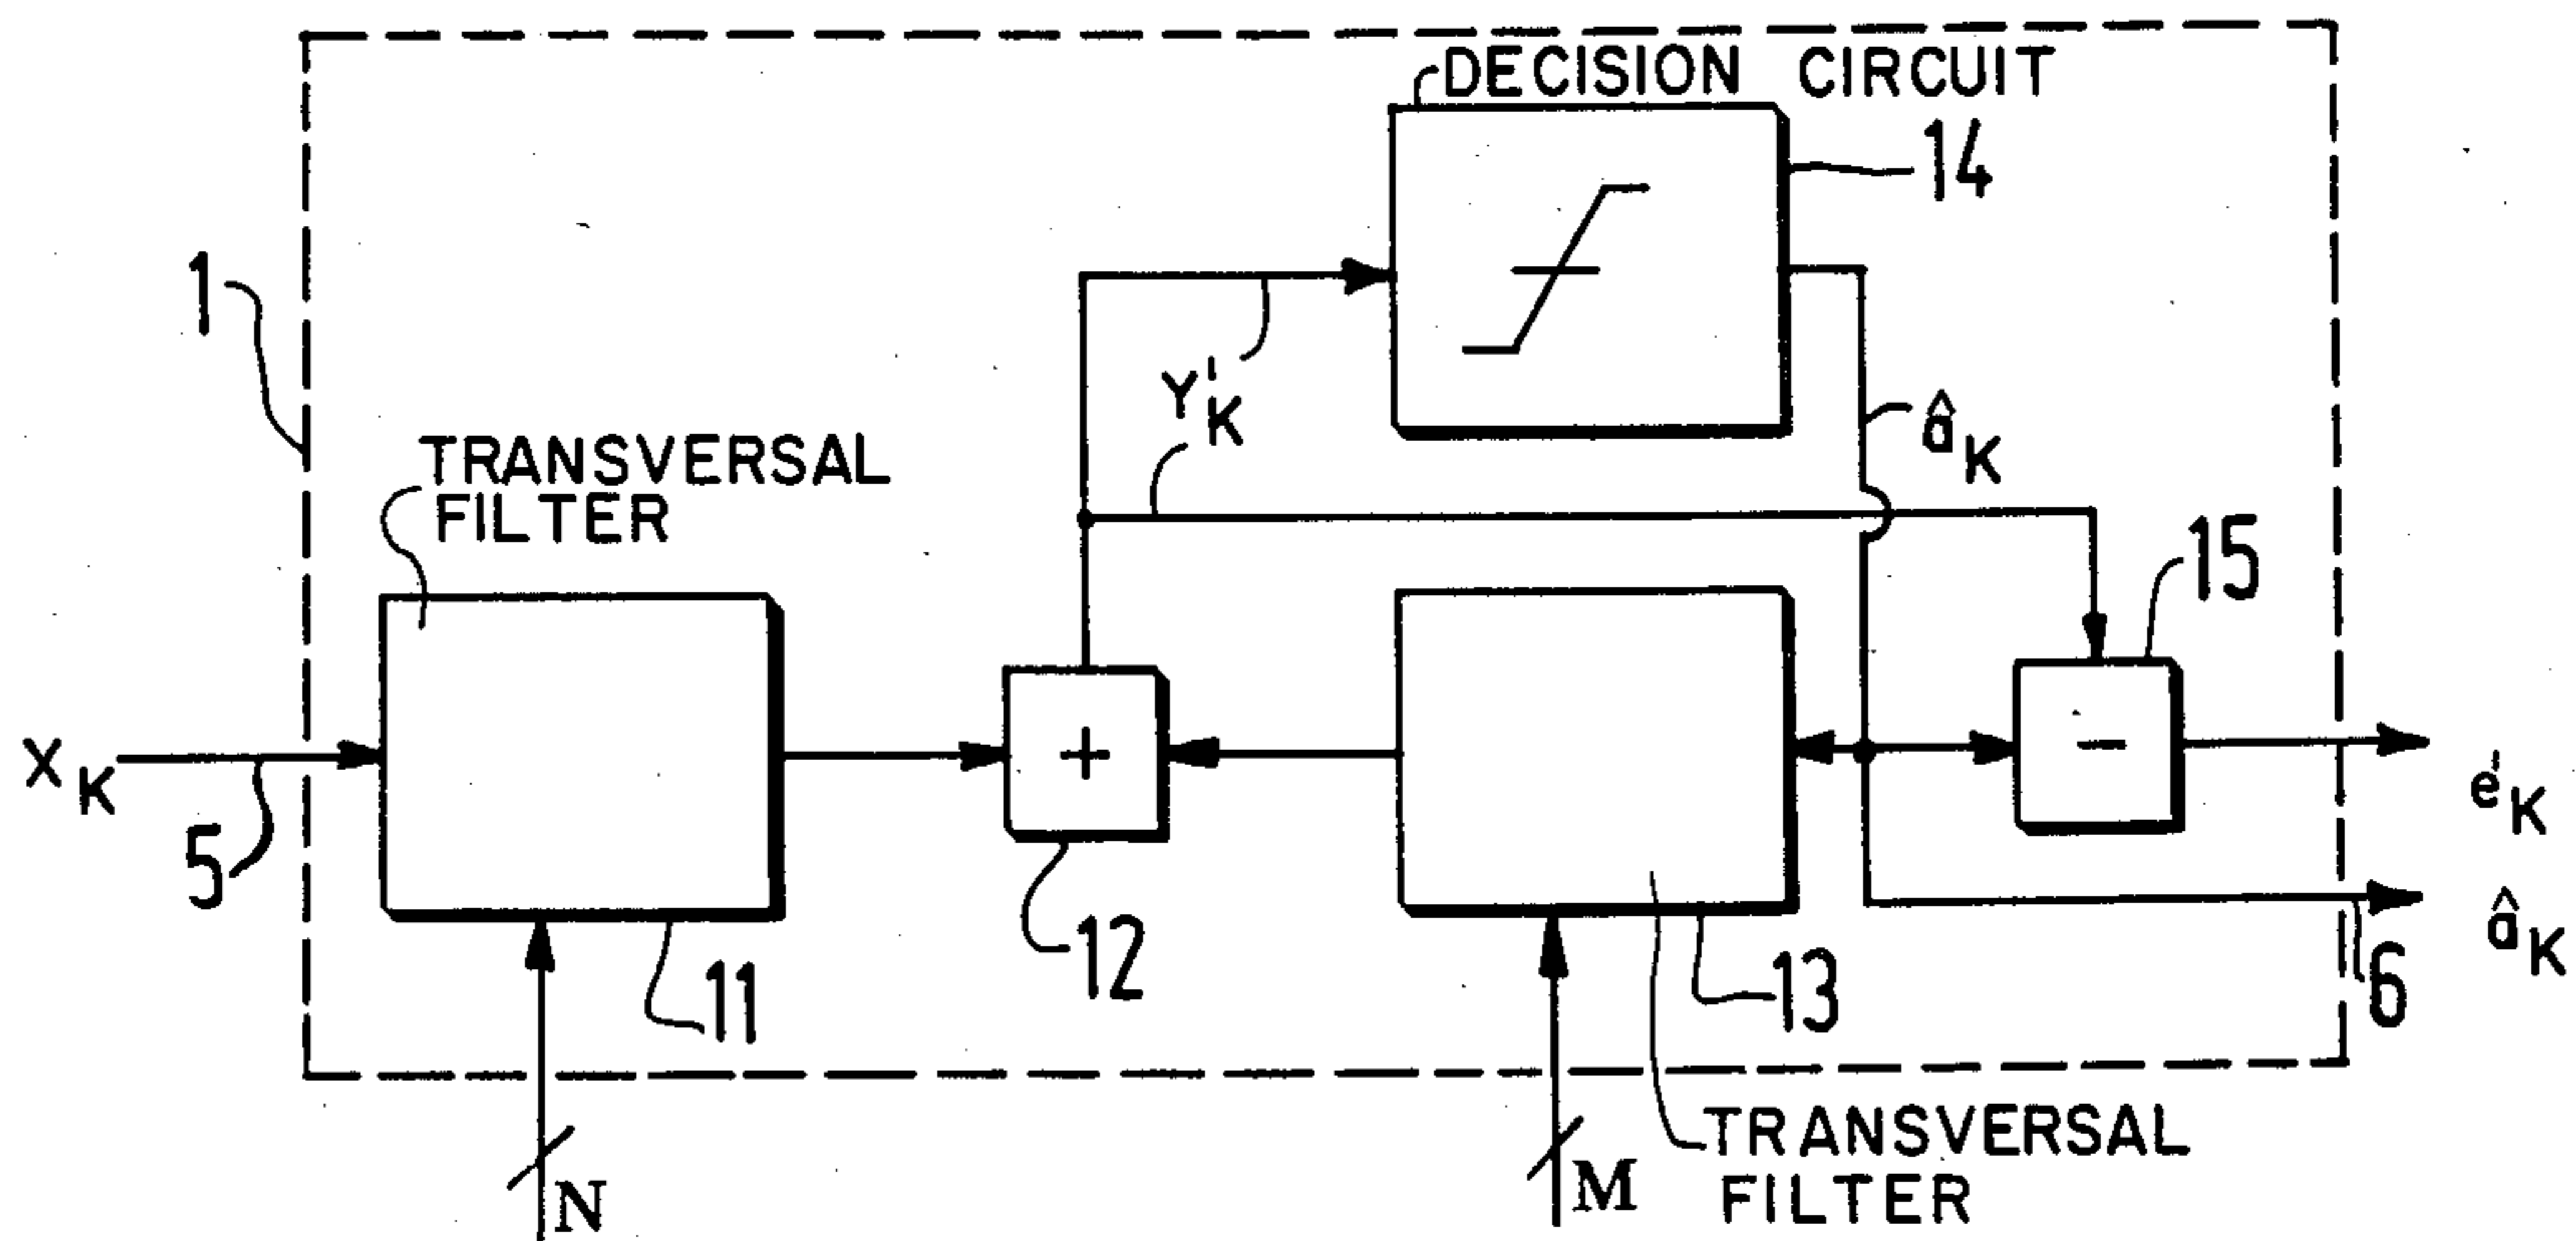 DECISION CIRCUIT
14
1
Y'K
âK
TRANSVERSAL
FILTER
15
+
-
XK
5
e'K
âK
12
11
13
6
TRANSVERSAL
FILTER
N
M